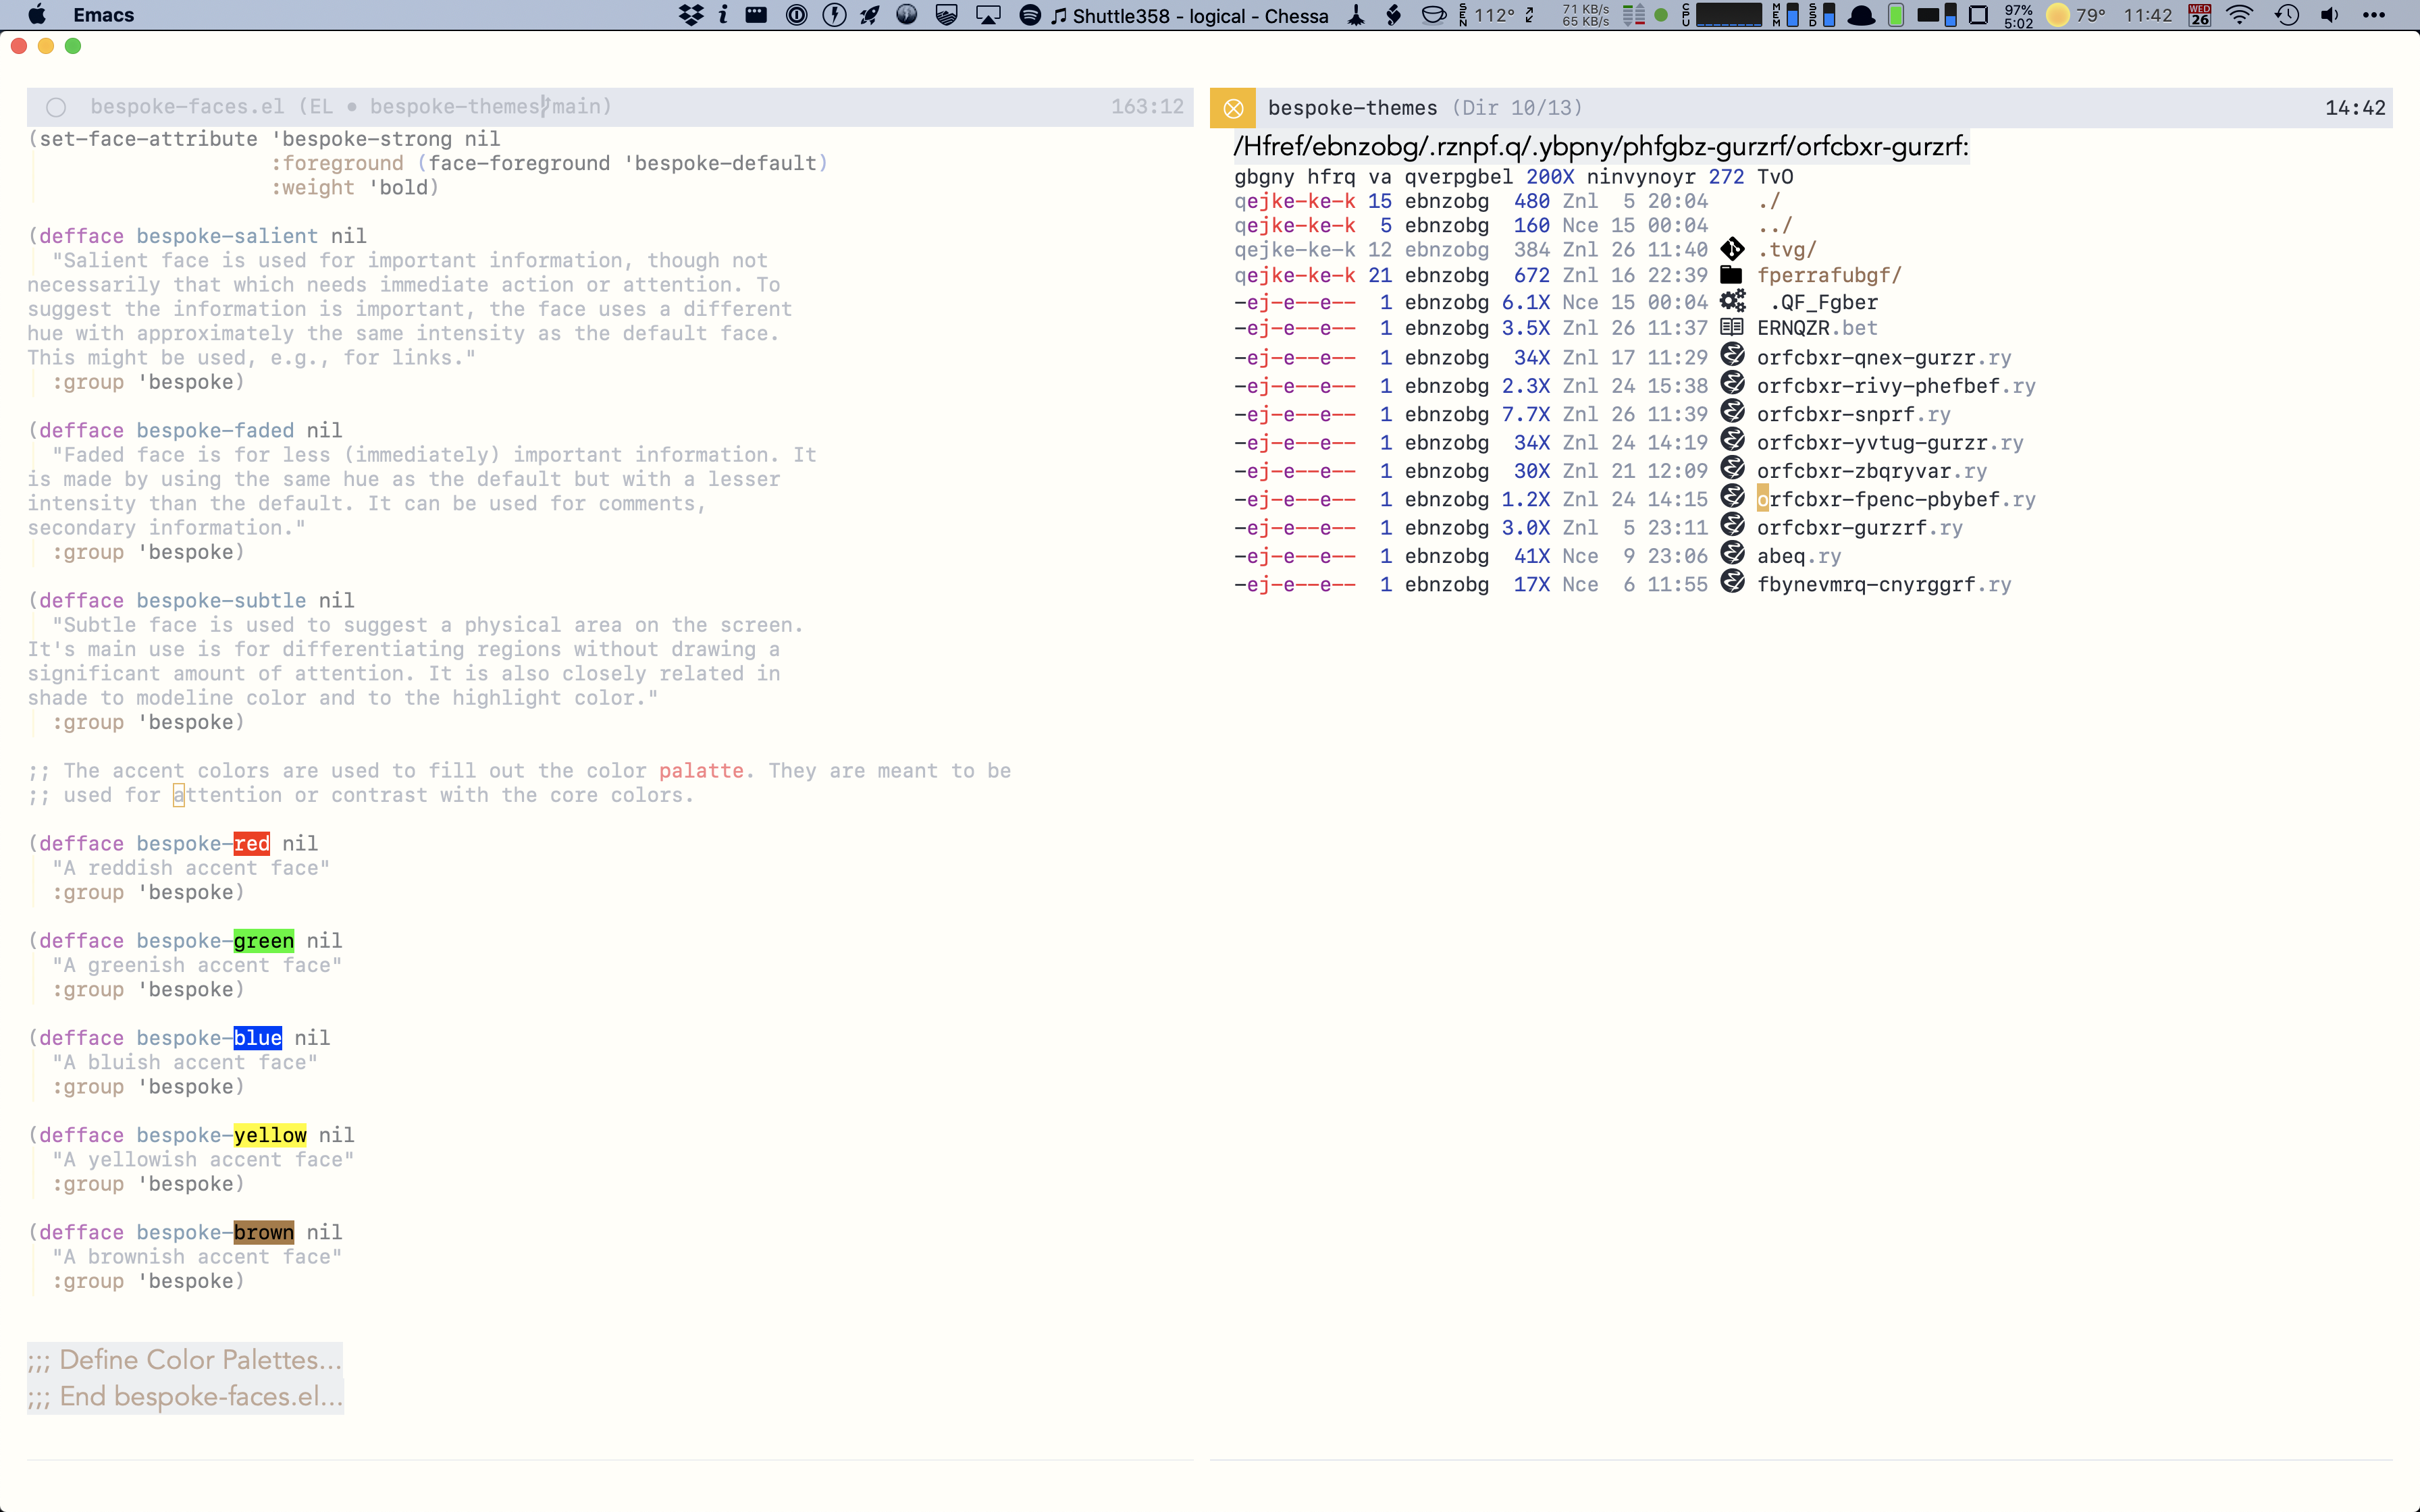 Emacs
♫ Shuttle358 - logical - Chessa
SEN 112°
71 KB/s
65 KB/s
CPU
MEM
SSD
97%
5:02
79°
11:42
WED
26
bespoke-faces.el (EL • bespoke-themes/main) 163:12
(set-face-attribute 'bespoke-strong nil
:foreground (face-foreground 'bespoke-default)
:weight 'bold)
(defface bespoke-salient nil
"Salient face is used for important information, though not
necessarily that which needs immediate action or attention. To
suggest the information is important, the face uses a different
hue with approximately the same intensity as the default face.
This might be used, e.g., for links."
:group 'bespoke)
(defface bespoke-faded nil
"Faded face is for less (immediately) important information. It
is made by using the same hue as the default but with a lesser
intensity than the default. It can be used for comments,
secondary information."
:group 'bespoke)
(defface bespoke-subtle nil
"Subtle face is used to suggest a physical area on the screen.
It's main use is for differentiating regions without drawing a
significant amount of attention. It is also closely related in
shade to modeline color and to the highlight color."
:group 'bespoke)
;; The accent colors are used to fill out the color palatte. They are meant to be
;; used for attention or contrast with the core colors.
(defface bespoke-red nil
"A reddish accent face"
:group 'bespoke)
(defface bespoke-green nil
"A greenish accent face"
:group 'bespoke)
(defface bespoke-blue nil
"A bluish accent face"
:group 'bespoke)
(defface bespoke-yellow nil
"A yellowish accent face"
:group 'bespoke)
(defface bespoke-brown nil
"A brownish accent face"
:group 'bespoke)
;;; Define Color Palettes...
;;; End bespoke-faces.el...
bespoke-themes (Dir 10/13) 14:42
/Hfref/ebnzobg/.rznpf.q/.ybpny/phfgbz-gurzrf/orfcbxr-gurzrf:
gbgny hfrq va qverpgbel 200X ninvynoyr 272 TvO
qejke-ke-k 15 ebnzobg 480 Znl 5 20:04 ./
qejke-ke-k 5 ebnzobg 160 Nce 15 00:04 ../
qejke-ke-k 12 ebnzobg 384 Znl 26 11:40 .tvg/
qejke-ke-k 21 ebnzobg 672 Znl 16 22:39 fperrafubgf/
-ej-e--e-- 1 ebnzobg 6.1X Nce 15 00:04 .QF_Fgber
-ej-e--e-- 1 ebnzobg 3.5X Znl 26 11:37 ERNQZR.bet
-ej-e--e-- 1 ebnzobg 34X Znl 17 11:29 orfcbxr-qnex-gurzr.ry
-ej-e--e-- 1 ebnzobg 2.3X Znl 24 15:38 orfcbxr-rivy-phefbef.ry
-ej-e--e-- 1 ebnzobg 7.7X Znl 26 11:39 orfcbxr-snprf.ry
-ej-e--e-- 1 ebnzobg 34X Znl 24 14:19 orfcbxr-yvtug-gurzr.ry
-ej-e--e-- 1 ebnzobg 30X Znl 21 12:09 orfcbxr-zbqryvar.ry
-ej-e--e-- 1 ebnzobg 1.2X Znl 24 14:15 orfcbxr-fpenc-pbybef.ry
-ej-e--e-- 1 ebnzobg 3.0X Znl 5 23:11 orfcbxr-gurzrf.ry
-ej-e--e-- 1 ebnzobg 41X Nce 9 23:06 abeq.ry
-ej-e--e-- 1 ebnzobg 17X Nce 6 11:55 fbynevmrq-cnyrggrf.ry